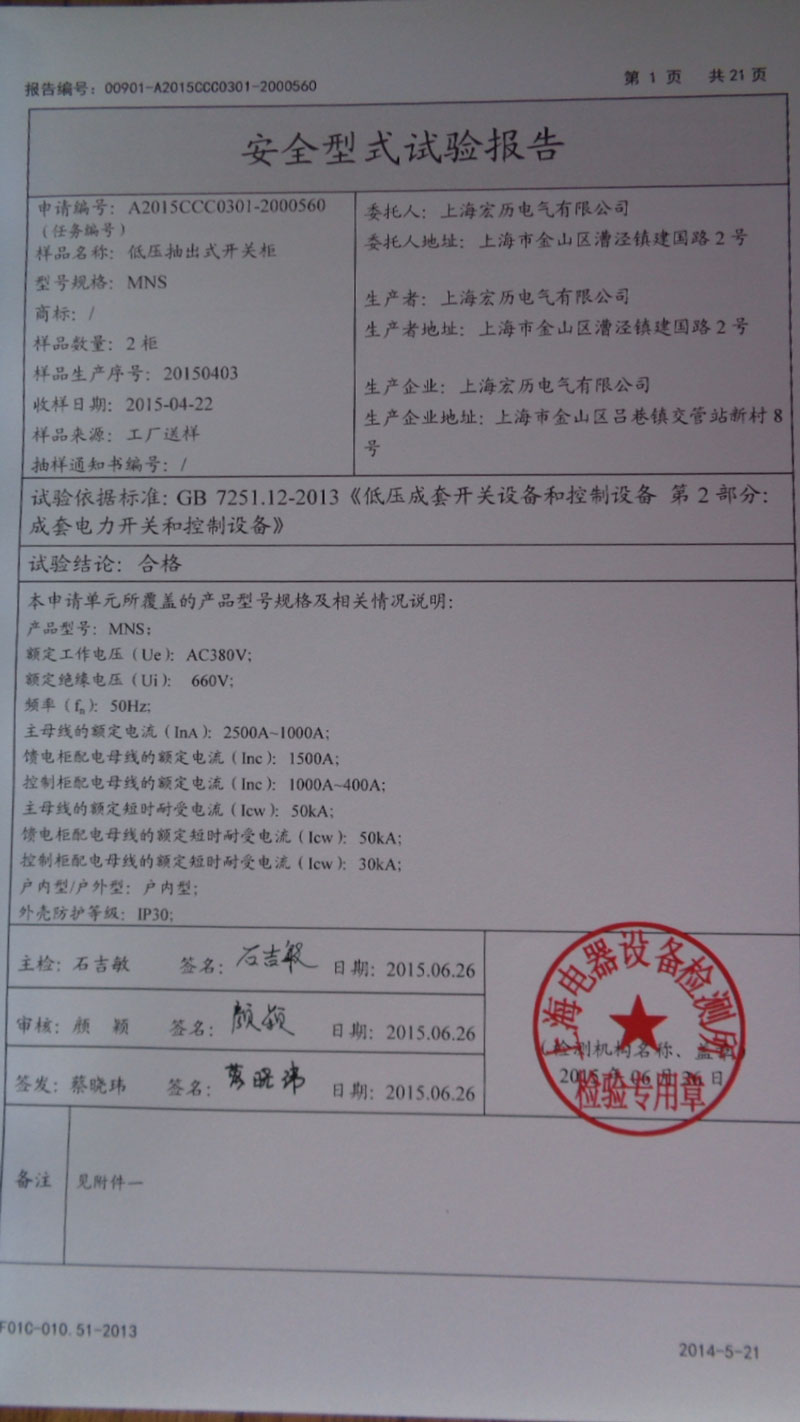 报告编号：00901-A2015CCC0301-2000560
第 1 页 共 21 页
安全型式试验报告
申请编号：A2015CCC0301-2000560
（任务编号）
样品名称：低压抽出式开关柜
型号规格：MNS
商标：/
样品数量：2 柜
样品生产序号：20150403
收样日期：2015-04-22
样品来源：工厂送样
抽样通知书编号：/
委托人：上海宏历电气有限公司
委托人地址：上海市金山区漕泾镇建国路 2 号
生产者：上海宏历电气有限公司
生产者地址：上海市金山区漕泾镇建国路 2 号
生产企业：上海宏历电气有限公司
生产企业地址：上海市金山区吕巷镇交管站新村 8
号
试验依据标准：GB 7251.12-2013《低压成套开关设备和控制设备 第 2 部分：
成套电力开关和控制设备》
试验结论：合格
本申请单元所覆盖的产品型号规格及相关情况说明：
产品型号：MNS；
额定工作电压（Ue）：AC380V;
额定绝缘电压（Ui）： 660V;
频率（fn）：50Hz;
主母线的额定电流（InA）：2500A~1000A;
馈电柜配电母线的额定电流（Inc）：1500A;
控制柜配电母线的额定电流（Inc）：1000A~400A;
主母线的额定短时耐受电流（Icw）：50kA;
馈电柜配电母线的额定短时耐受电流（Icw）：50kA;
控制柜配电母线的额定短时耐受电流（Icw）：30kA;
户内型/户外型：户内型;
外壳防护等级：IP30;
主检：石吉敏 签名：石吉敏 日期：2015.06.26
审核：颜 颖 签名：颜颖 日期：2015.06.26
签发：蔡晓玮 签名：蔡晓玮 日期：2015.06.26
上海电器设备检测所
（检测机构名称、盖章）
2015 年 06 月 26 日
检验专用章
备注 见附件一
F01C-010.51-2013
2014-5-21